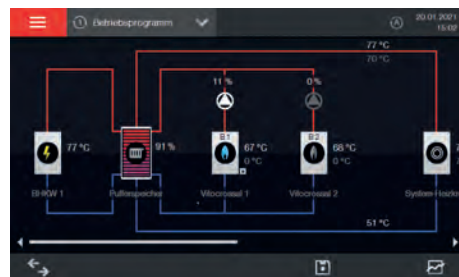 Betriebsprogramm
20.01.2021
15:02
77 °C
70 °C
11 %
0%
77 °C
91 %
B1
67 °C
0 °C
B2
68 °C
0 °C
BHKW 1
Pufferspeicher
Vitocrossal 1
Vitocrossal 2
51 °C